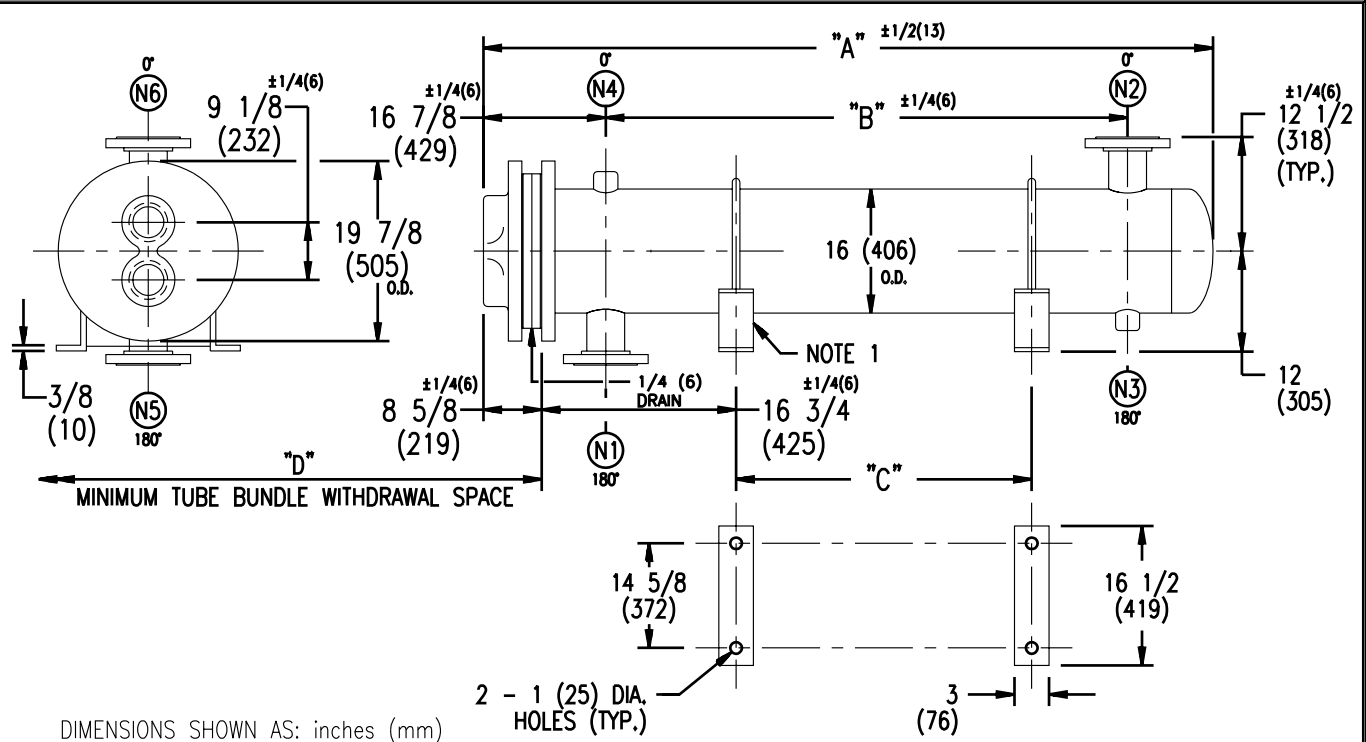 "A" ±1/2(13)
0°
N6
±1/4(6)
9 1/8
(232)
±1/4(6)
16 7/8
(429)
0°
N4
"B" ±1/4(6)
0°
N2
±1/4(6)
12 1/2
(318)
(TYP.)
19 7/8
(505)
O.D.
16 (406)
O.D.
NOTE 1
3/8
(10)
N5
180°
±1/4(6)
8 5/8
(219)
1/4 (6)
DRAIN
±1/4(6)
16 3/4
(425)
N1
180°
N3
180°
12
(305)
"D"
MINIMUM TUBE BUNDLE WITHDRAWAL SPACE
"C"
14 5/8
(372)
16 1/2
(419)
2 - 1 (25) DIA.
HOLES (TYP.)
3
(76)
DIMENSIONS SHOWN AS: inches (mm)